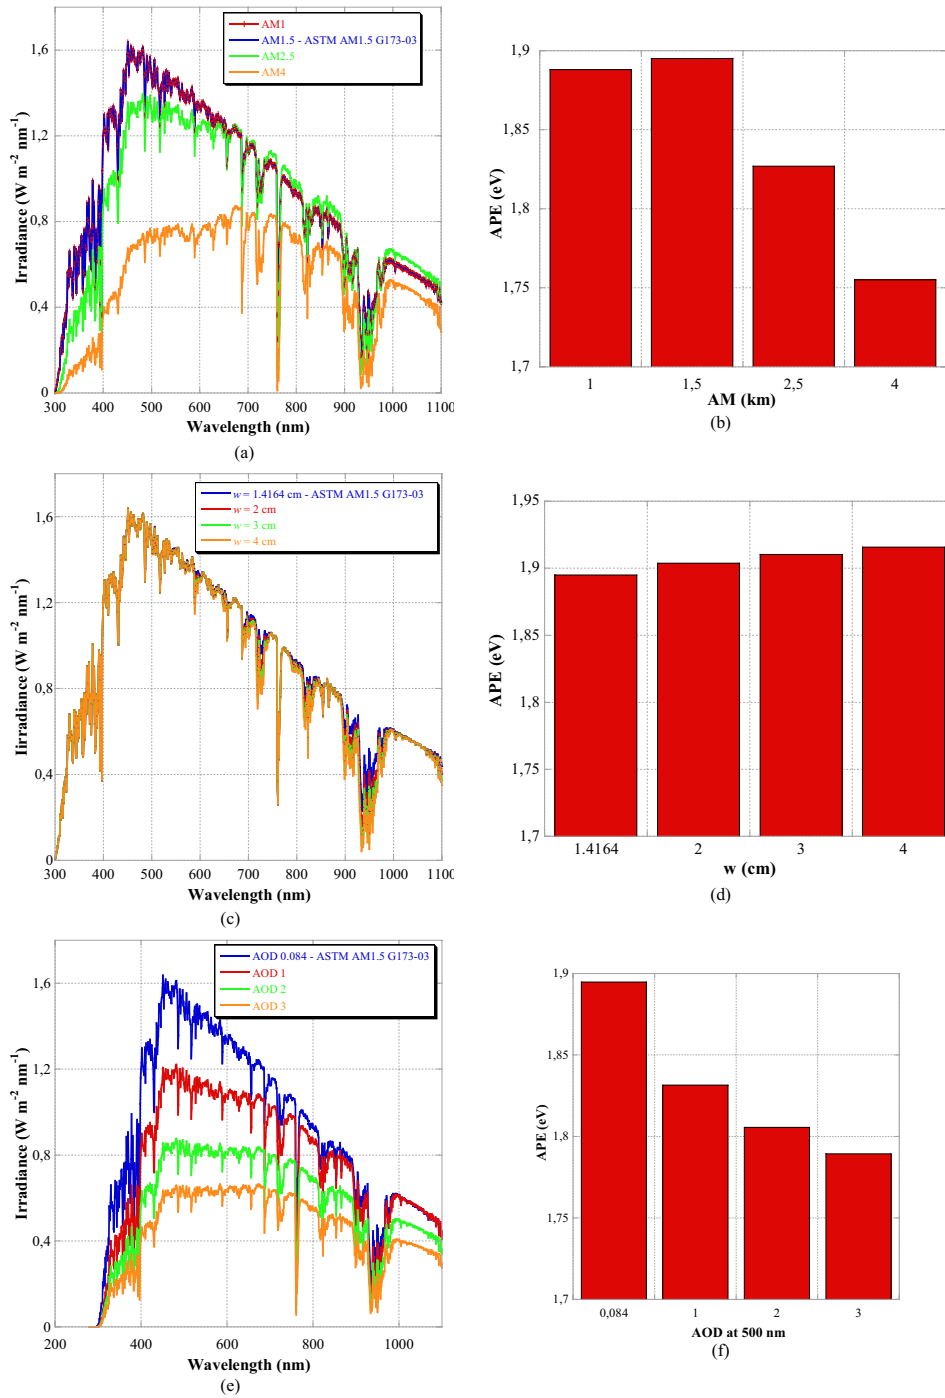 AM1
AM1.5 - ASTM AM1.5 G173-03
AM2.5
AM4
1,6
1,2
0,8
0,4
0
Irradiance (W m⁻² nm⁻¹)
300 400 500 600 700 800 900 1000 1100
Wavelength (nm)
(a)
1,9
1,85
1,8
1,75
1,7
APE (eV)
1 1,5 2,5 4
AM (km)
(b)
w = 1.4164 cm - ASTM AM1.5 G173-03
w = 2 cm
w = 3 cm
w = 4 cm
1,6
1,2
0,8
0,4
0
Iirradiance (W m⁻² nm⁻¹)
300 400 500 600 700 800 900 1000 1100
Wavelength (nm)
(c)
1,95
1,9
1,85
1,8
1,75
1,7
APE (eV)
1.4164 2 3 4
w (cm)
(d)
AOD 0.084 - ASTM AM1.5 G173-03
AOD 1
AOD 2
AOD 3
1,6
1,2
0,8
0,4
0
Irradiance (W m⁻² nm⁻¹)
200 400 600 800 1000
Wavelength (nm)
(e)
1,9
1,85
1,8
1,75
1,7
APE (eV)
0,084 1 2 3
AOD at 500 nm
(f)